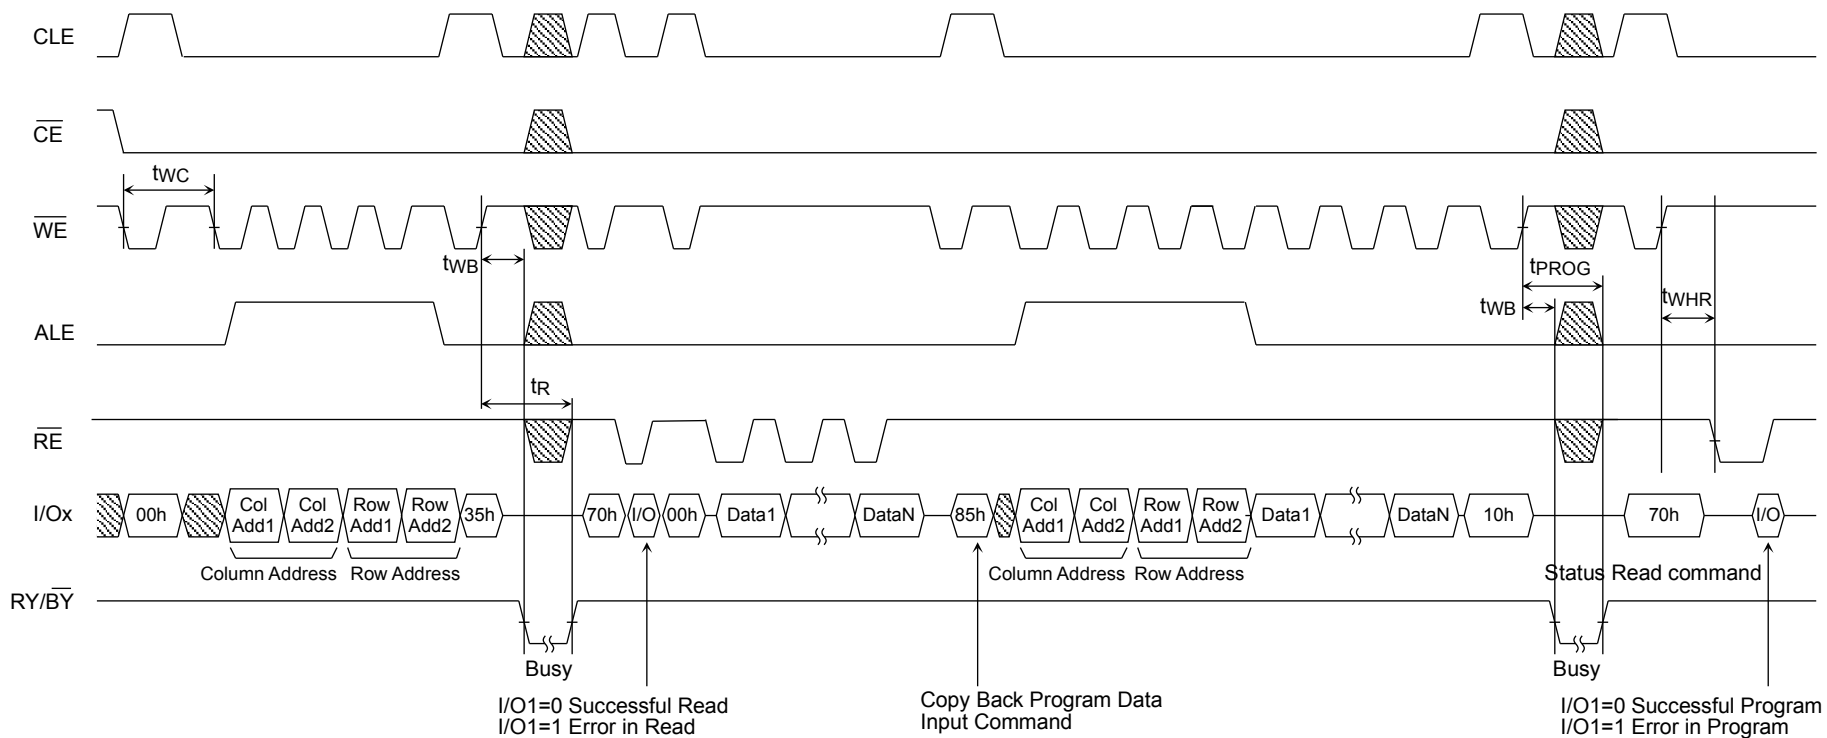 CLE
CE
tWC
WE
tWB
tPROG
tWHR
tWB
ALE
tR
RE
I/Ox
00h
Col Add1
Col Add2
Row Add1
Row Add2
35h
70h
I/O
00h
Data1
DataN
85h
Col Add1
Col Add2
Row Add1
Row Add2
Data1
DataN
10h
70h
I/O
Column Address
Row Address
Column Address
Row Address
Status Read command
RY/BY
Busy
Busy
I/O1=0 Successful Read
I/O1=1 Error in Read
Copy Back Program Data
Input Command
I/O1=0 Successful Program
I/O1=1 Error in Program